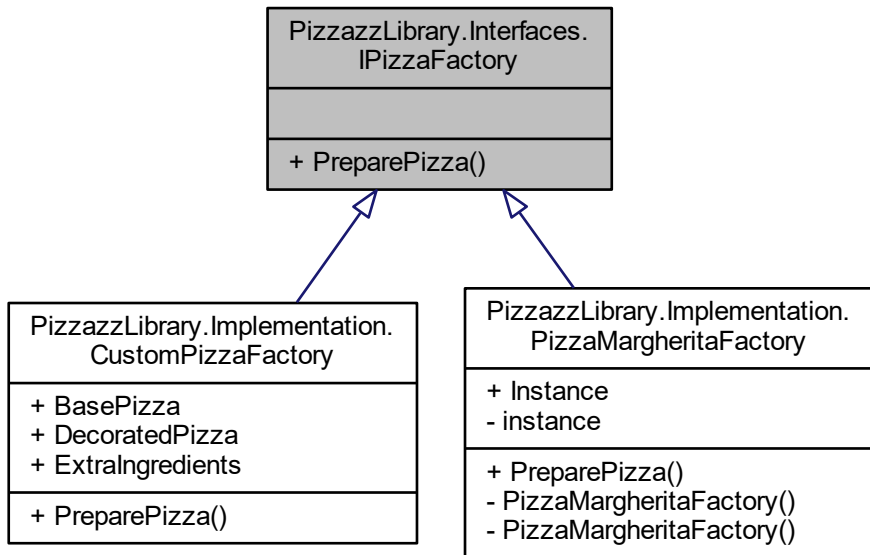 PizzazzLibrary.Interfaces.
IPizzaFactory
+ PreparePizza()
PizzazzLibrary.Implementation.
CustomPizzaFactory
+ BasePizza
+ DecoratedPizza
+ ExtraIngredients
+ PreparePizza()
PizzazzLibrary.Implementation.
PizzaMargheritaFactory
+ Instance
- instance
+ PreparePizza()
- PizzaMargheritaFactory()
- PizzaMargheritaFactory()